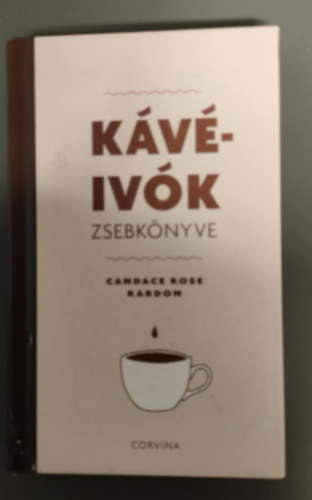 KÁVÉ-
IVÓK
ZSEBKÖNYVE
CANDACE ROSE
RARDON
CORVINA